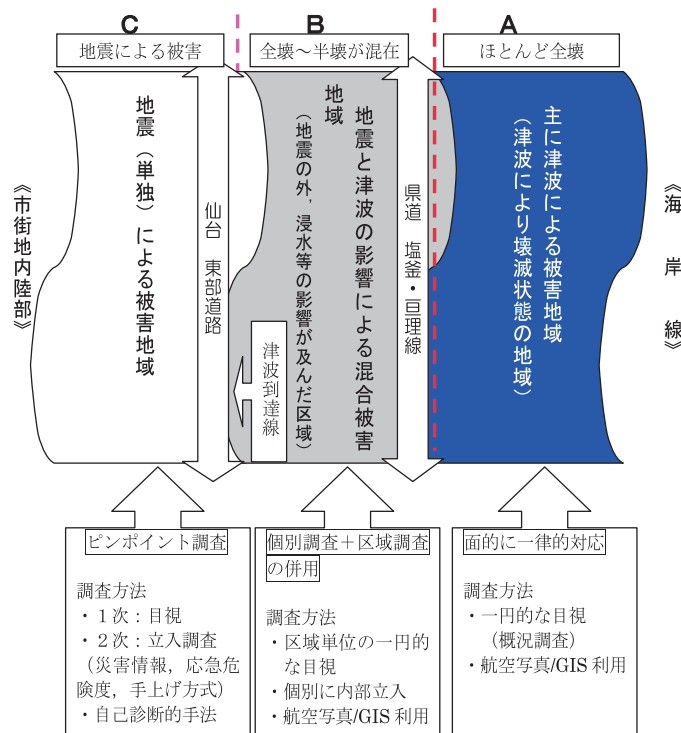 C
B
A
地震による被害
全壊～半壊が混在
ほとんど全壊
《市街地内陸部》
地震（単独）による被害地域
仙台　東部道路
津波到達線
地震と津波の影響による混合被害
地域
（地震の外，浸水等の影響が及んだ区域）
県道　塩釜・亘理線
主に津波による被害地域
（津波により壊滅状態の地域）
《海岸線》
ピンポイント調査
調査方法
・１次：目視
・２次：立入調査
（災害情報，応急危
険度，手上げ方式）
・自己診断的手法
個別調査＋区域調査
の併用
調査方法
・区域単位の一円的
な目視
・個別に内部立入
・航空写真/GIS 利用
面的に一律的対応
調査方法
・一円的な目視
（概況調査）
・航空写真/GIS 利用